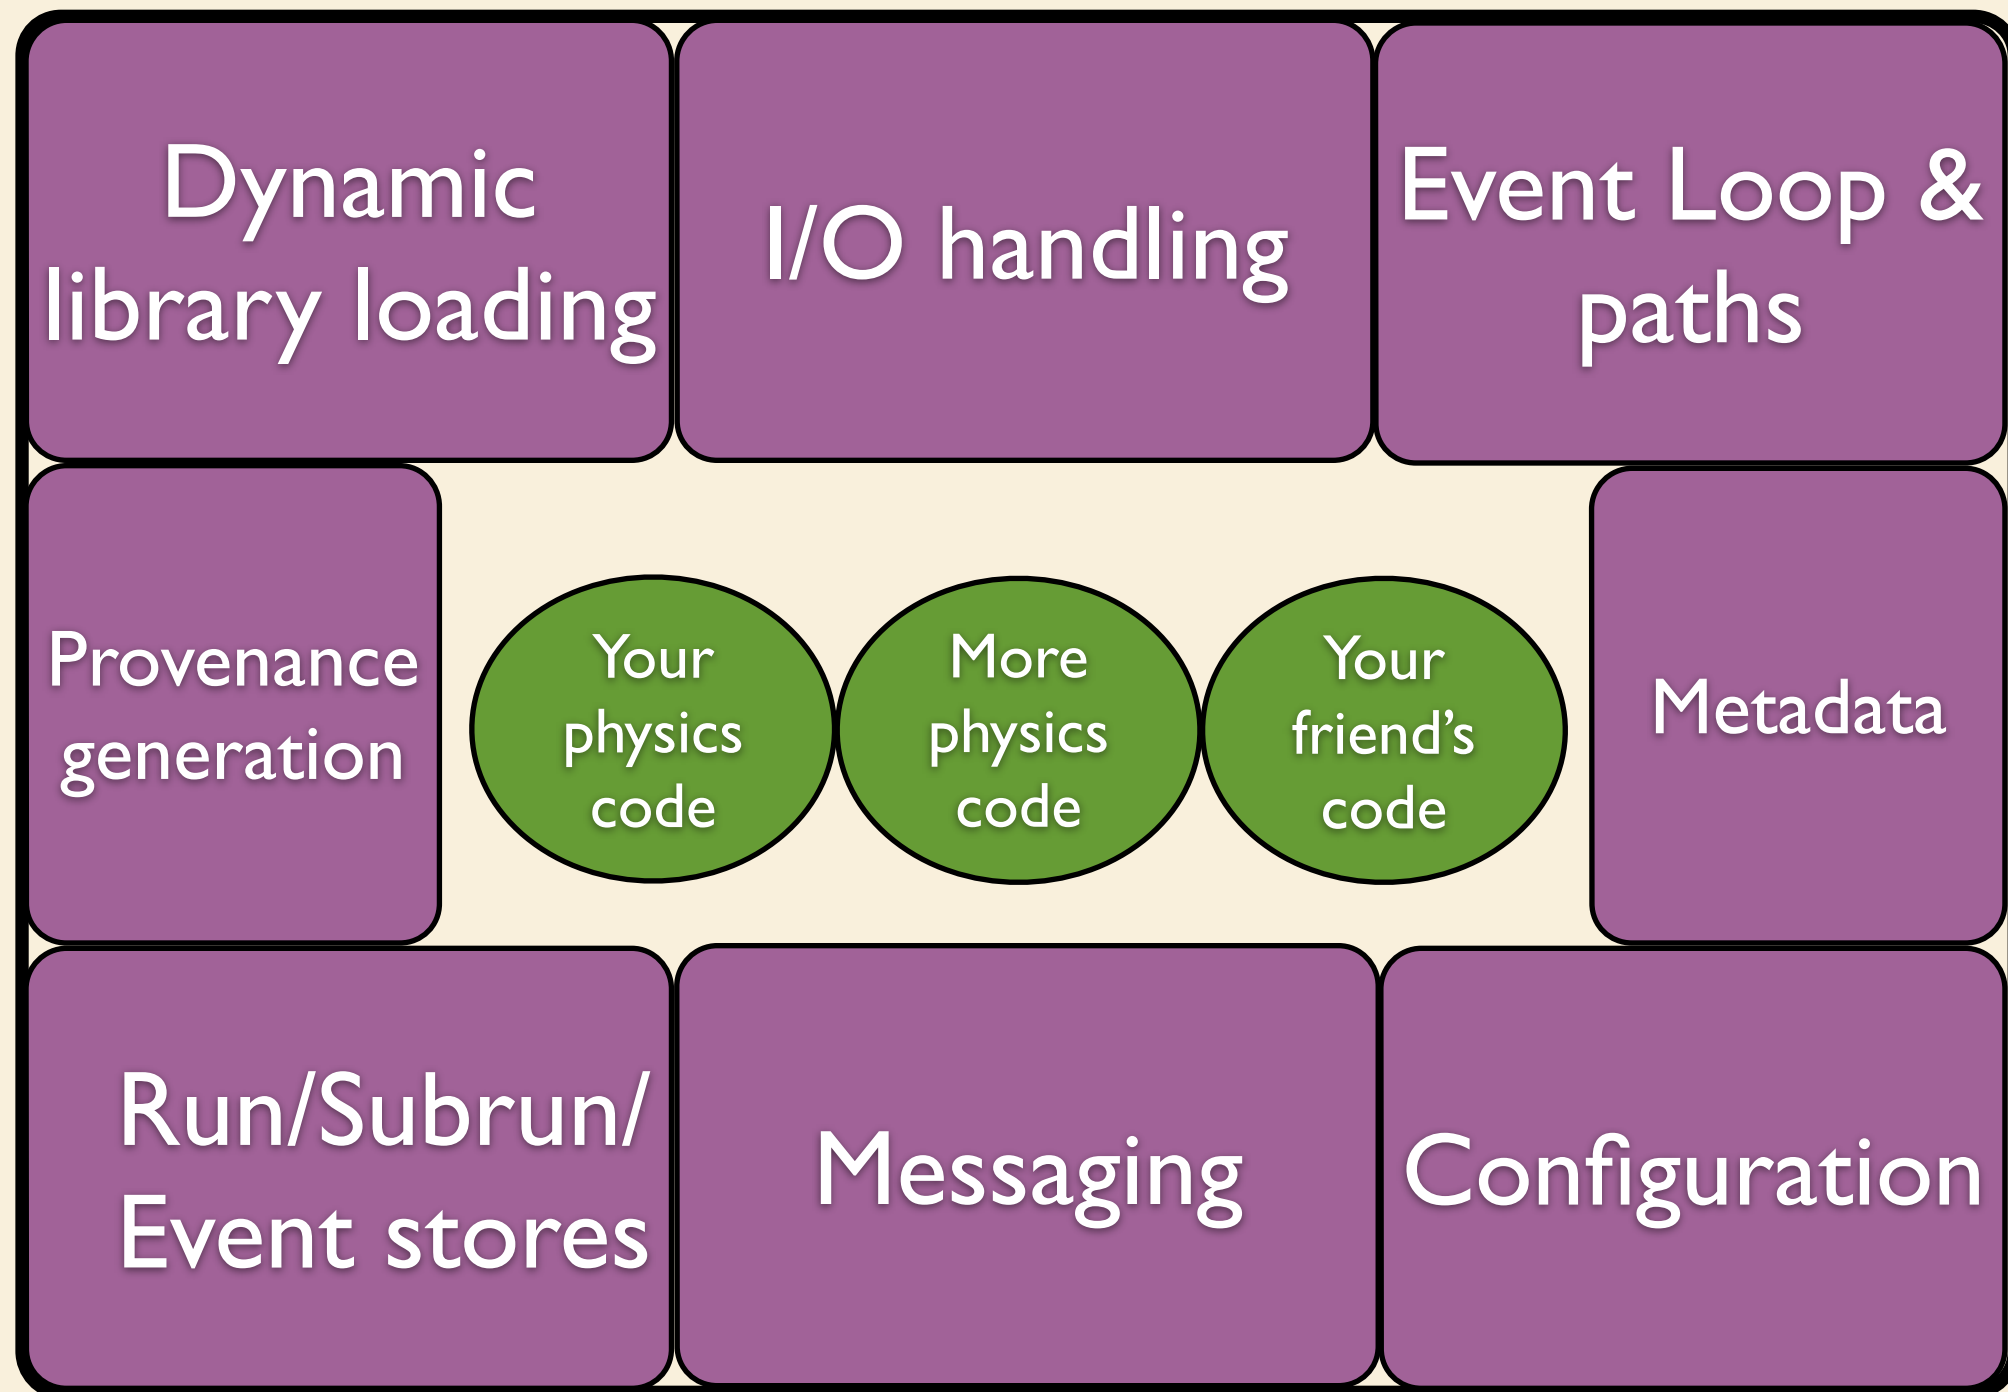 Dynamic
library loading
I/O handling
Event Loop &
paths
Provenance
generation
Your
physics
code
More
physics
code
Your
friend’s
code
Metadata
Run/Subrun/
Event stores
Messaging
Configuration